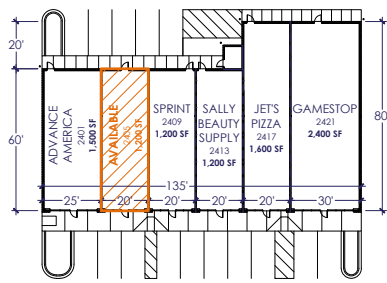 20'
60'
80'
ADVANCE
AMERICA
2401
1,500 SF
AVAILABLE
2405
1,200 SF
SPRINT
2409
1,200 SF
SALLY
BEAUTY
SUPPLY
2413
1,200 SF
JET'S
PIZZA
2417
1,600 SF
GAMESTOP
2421
2,400 SF
135'
25'
20'
20'
20'
20'
30'